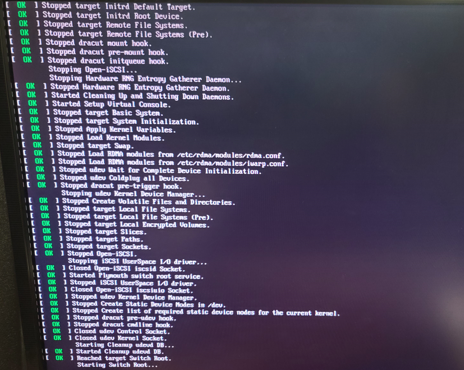 [ OK ] Stopped target Initrd Default Target.
[ OK ] Stopped target Initrd Root Device.
[ OK ] Stopped target Remote File Systems.
[ OK ] Stopped target Remote File Systems (Pre).
[ OK ] Stopped dracut mount hook.
[ OK ] Stopped dracut pre-mount hook.
[ OK ] Stopped dracut initqueue hook.
Stopping Open-iSCSI...
Stopping Hardware RNG Entropy Gatherer Daemon...
[ OK ] Stopped Hardware RNG Entropy Gatherer Daemon.
[ OK ] Started Cleaning Up and Shutting Down Daemons.
[ OK ] Started Setup Virtual Console.
[ OK ] Stopped target Basic System.
[ OK ] Stopped target System Initialization.
[ OK ] Stopped Apply Kernel Variables.
[ OK ] Stopped Load Kernel Modules.
[ OK ] Stopped target Swap.
[ OK ] Stopped Load RDMA modules from /etc/rdma/modules/rdma.conf.
[ OK ] Stopped Load RDMA modules from /etc/rdma/modules/iwarp.conf.
[ OK ] Stopped udev Wait for Complete Device Initialization.
[ OK ] Stopped udev Coldplug all Devices.
[ OK ] Stopped dracut pre-trigger hook.
Stopping udev Kernel Device Manager...
[ OK ] Stopped Create Volatile Files and Directories.
[ OK ] Stopped target Local File Systems.
[ OK ] Stopped target Local File Systems (Pre).
[ OK ] Stopped target Local Encrypted Volumes.
[ OK ] Stopped target Slices.
[ OK ] Stopped target Paths.
[ OK ] Stopped target Sockets.
[ OK ] Stopped Open-iSCSI.
Stopping iSCSI UserSpace I/O driver...
[ OK ] Closed Open-iSCSI iscsid Socket.
[ OK ] Started Plymouth switch root service.
[ OK ] Stopped iSCSI UserSpace I/O driver.
[ OK ] Closed Open-iSCSI iscsiuio Socket.
[ OK ] Stopped udev Kernel Device Manager.
[ OK ] Stopped Create Static Device Nodes in /dev.
[ OK ] Stopped Create list of required static device nodes for the current kernel.
[ OK ] Stopped dracut pre-udev hook.
[ OK ] Stopped dracut cmdline hook.
[ OK ] Closed udev Control Socket.
[ OK ] Closed udev Kernel Socket.
Starting Cleanup udevd DB...
[ OK ] Started Cleanup udevd DB.
[ OK ] Reached target Switch Root.
Starting Switch Root...